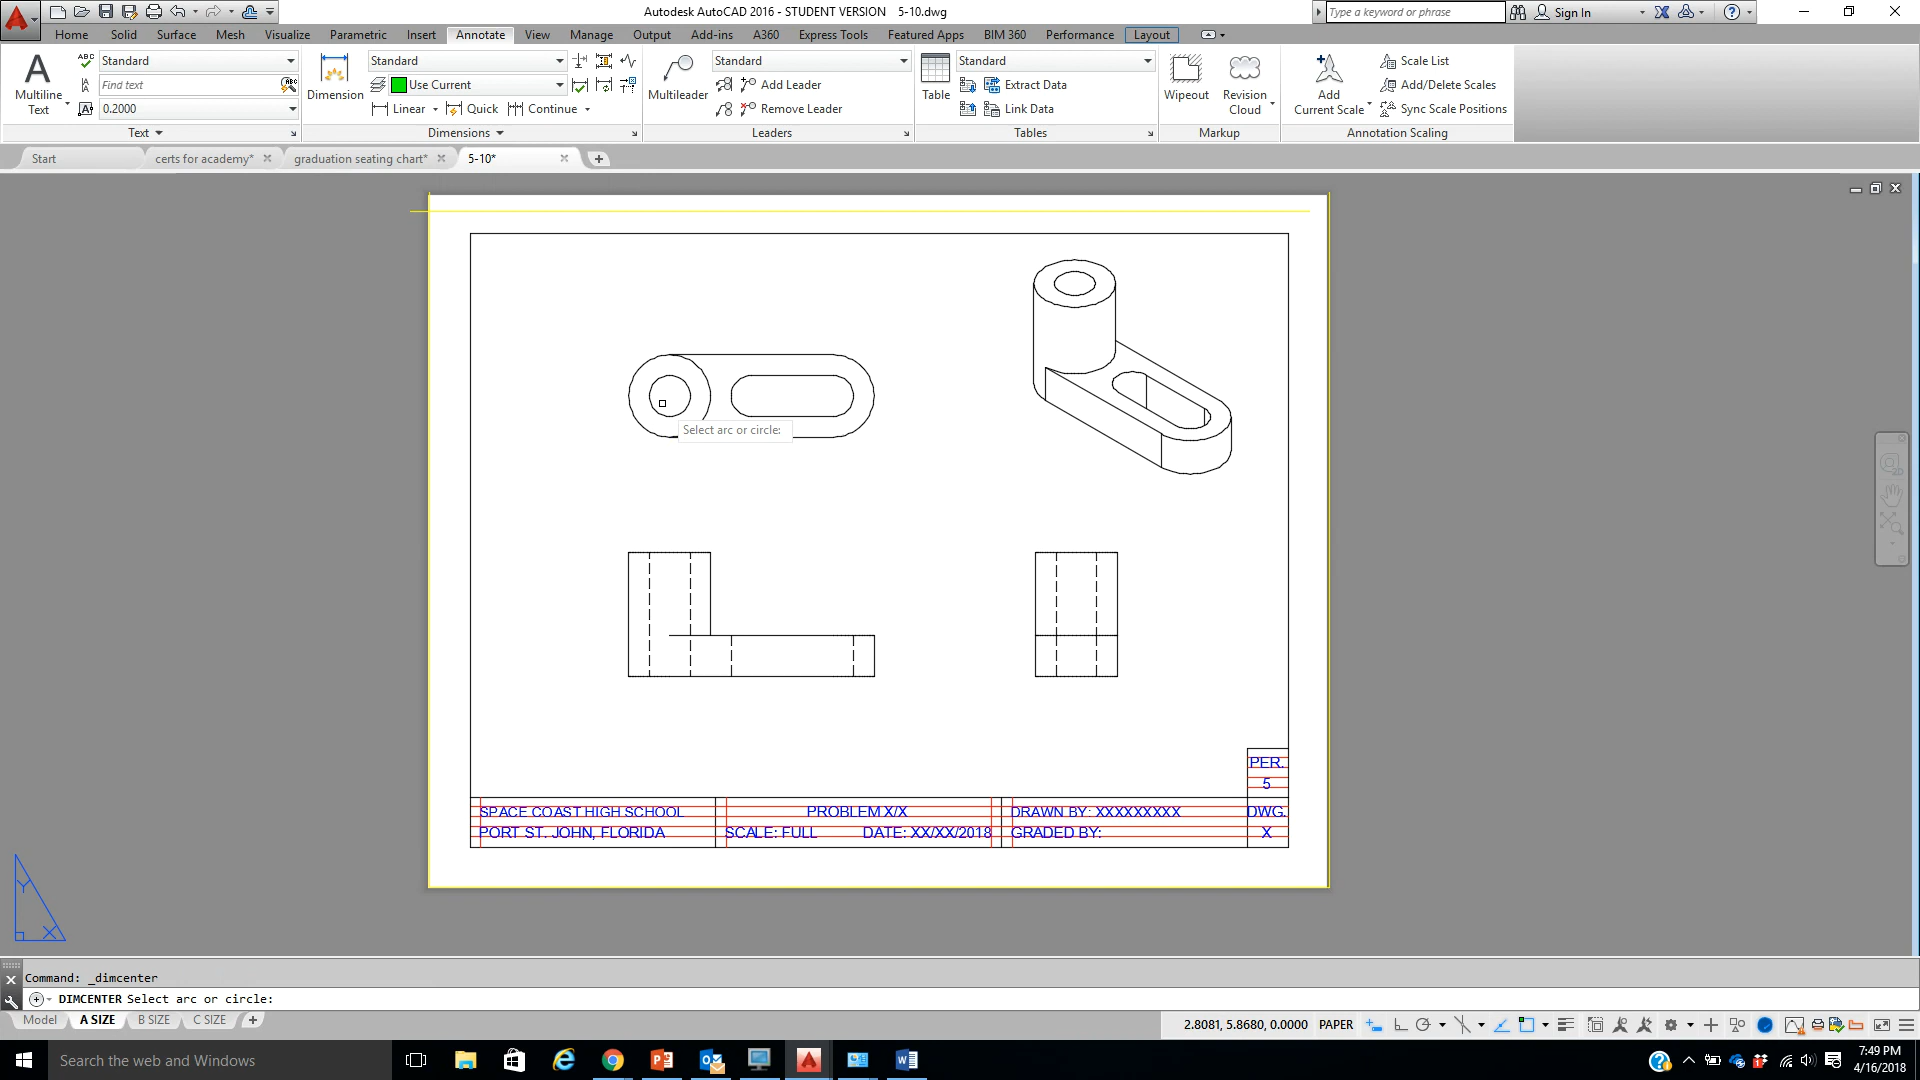 Autodesk AutoCAD 2016 - STUDENT VERSION 5-10.dwg
Type a keyword or phrase
Sign In
Home Solid Surface Mesh Visualize Parametric Insert Annotate View Manage Output Add-ins A360 Express Tools Featured Apps BIM 360 Performance Layout
A
Multiline
Text
ABC
Standard
Find text
0.2000
Text
Dimension
Standard
Use Current
Linear Quick Continue
Dimensions
Multileader
Standard
Add Leader
Remove Leader
Leaders
Table
Standard
Extract Data
Link Data
Tables
Wipeout
Revision
Cloud
Markup
Add
Current Scale
Scale List
Add/Delete Scales
Sync Scale Positions
Annotation Scaling
Start certs for academy* graduation seating chart* 5-10*
Select arc or circle:
PER.
5
SPACE COAST HIGH SCHOOL PROBLEM X/X DRAWN BY: XXXXXXXXX DWG.
PORT ST. JOHN, FLORIDA SCALE: FULL DATE: XX/XX/2018 GRADED BY: X
Y
X
Command: _dimcenter
DIMCENTER Select arc or circle:
Model A SIZE B SIZE C SIZE
2.8081, 5.8680, 0.0000 PAPER
Search the web and Windows
7:49 PM
4/16/2018